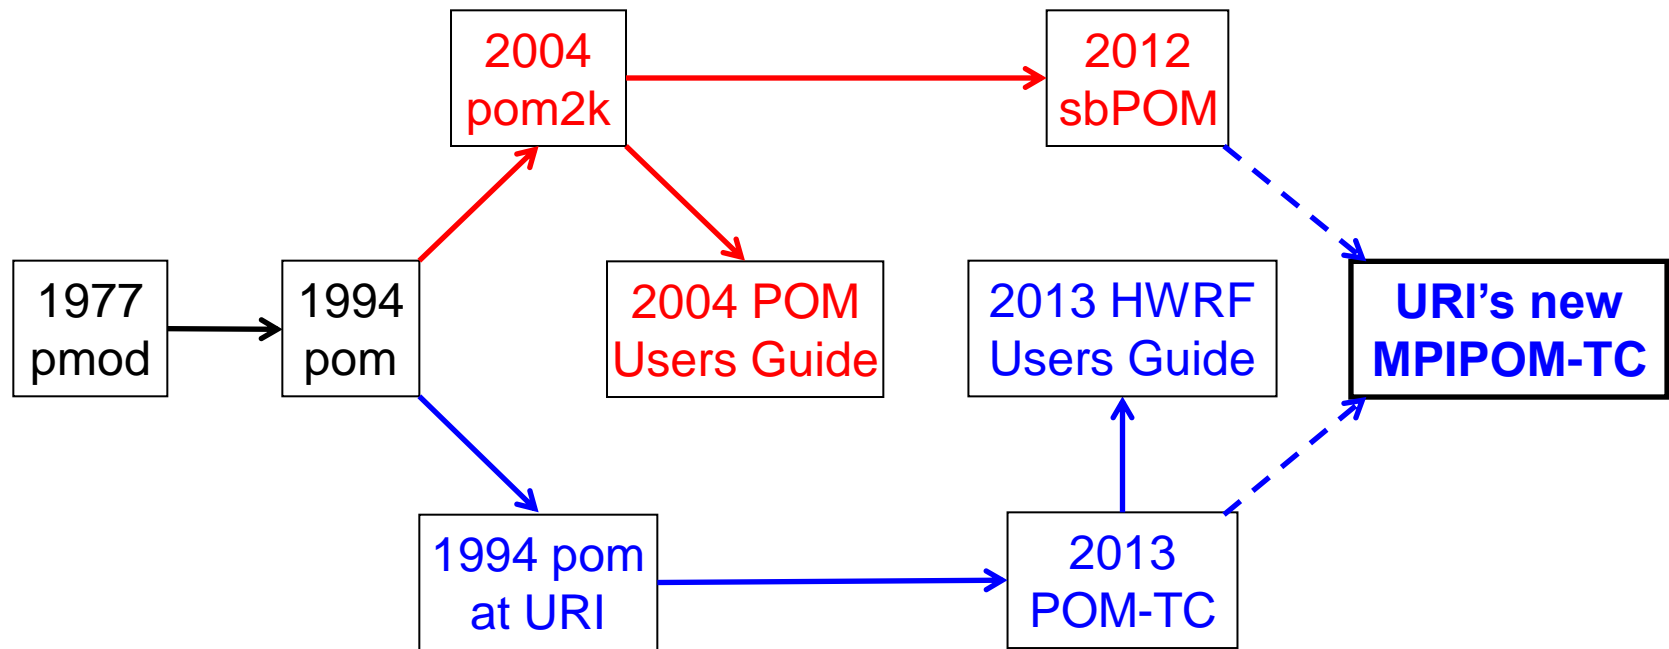 2004
pom2k
2012
sbPOM
1977
pmod
1994
pom
2004 POM
Users Guide
2013 HWRF
Users Guide
URI's new
MPIPOM-TC
1994 pom
at URI
2013
POM-TC